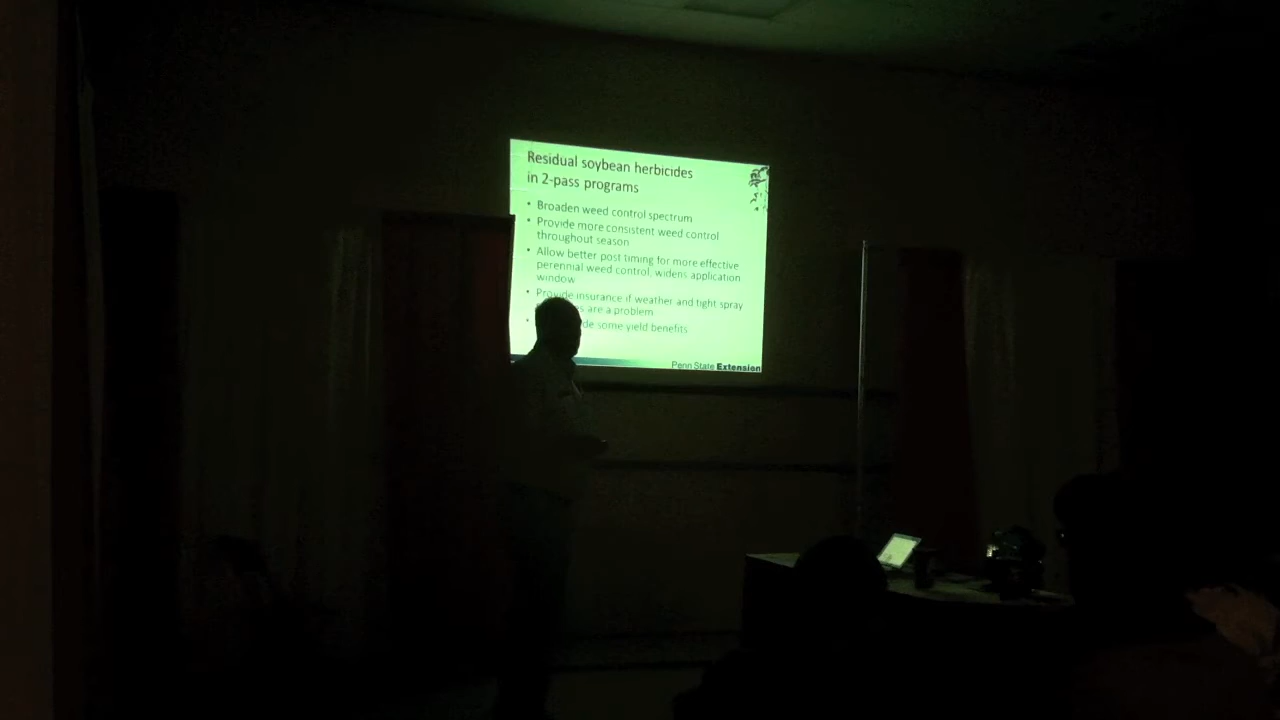 Residual soybean herbicides
in 2-pass programs
• Broaden weed control spectrum
• Provide more consistent weed control
throughout season
• Allow better post timing for more effective
perennial weed control, widens application
window
• Provide insurance if weather and tight spray
are a problem
• some yield benefits
Penn State Extension